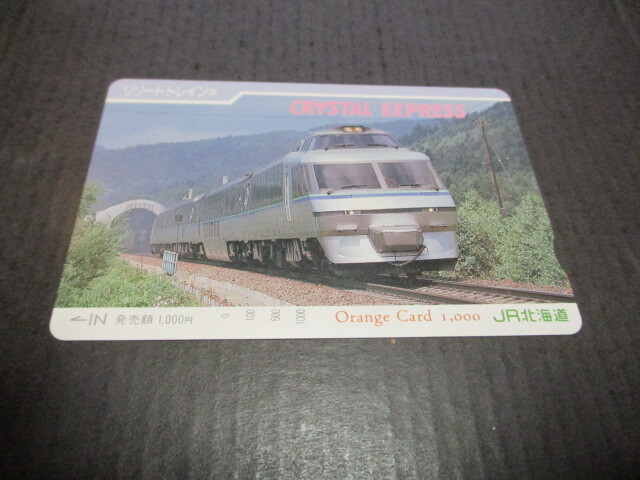 リゾートトレイン
CRYSTAL EXPRESS
IN 発売額 1,000円 0 100 500 1000 Orange Card 1,000 JR北海道